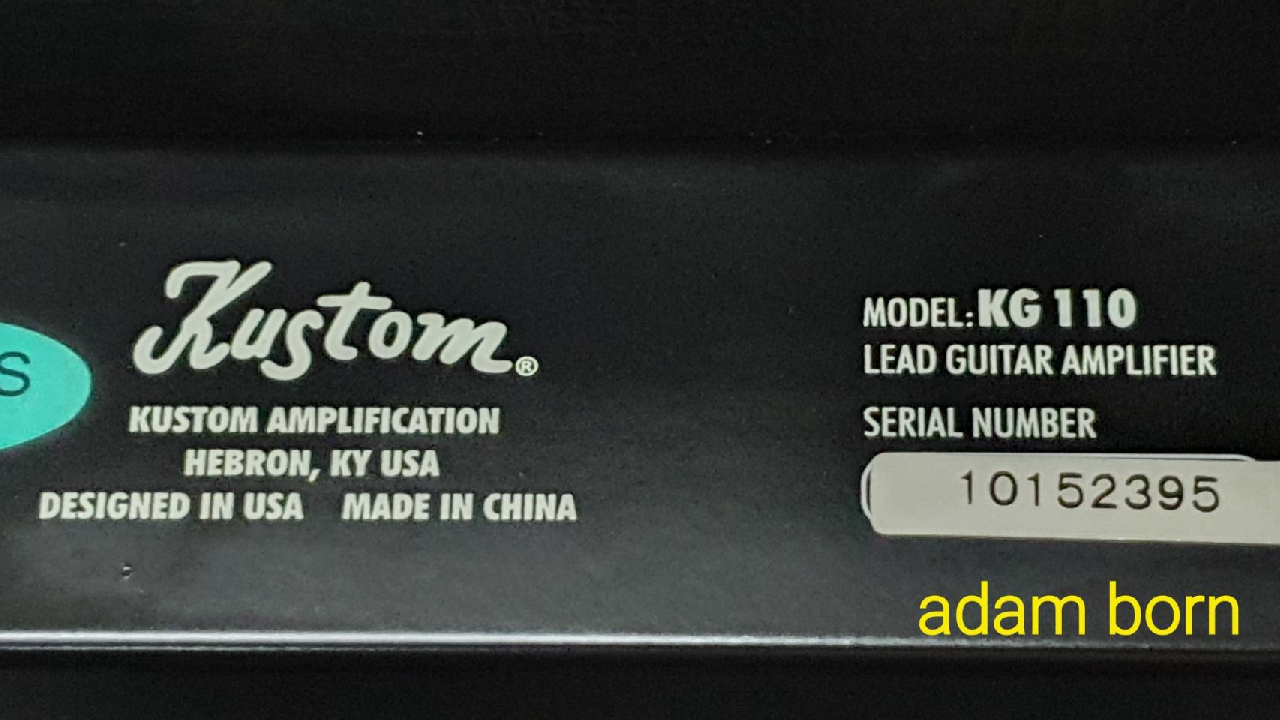 S
Kustom®
KUSTOM AMPLIFICATION
HEBRON, KY USA
DESIGNED IN USA MADE IN CHINA
MODEL: KG 110
LEAD GUITAR AMPLIFIER
SERIAL NUMBER
10152395
adam born